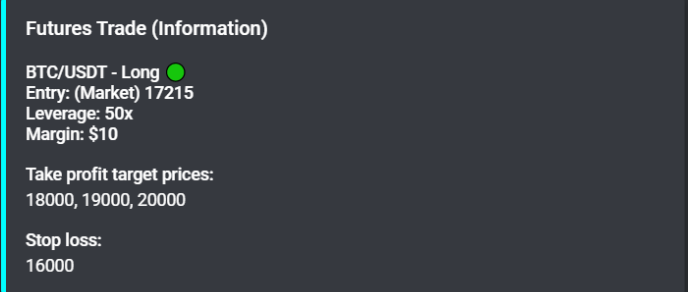 Futures Trade (Information)
BTC/USDT - Long
Entry: (Market) 17215
Leverage: 50x
Margin: $10
Take profit target prices:
18000, 19000, 20000
Stop loss:
16000